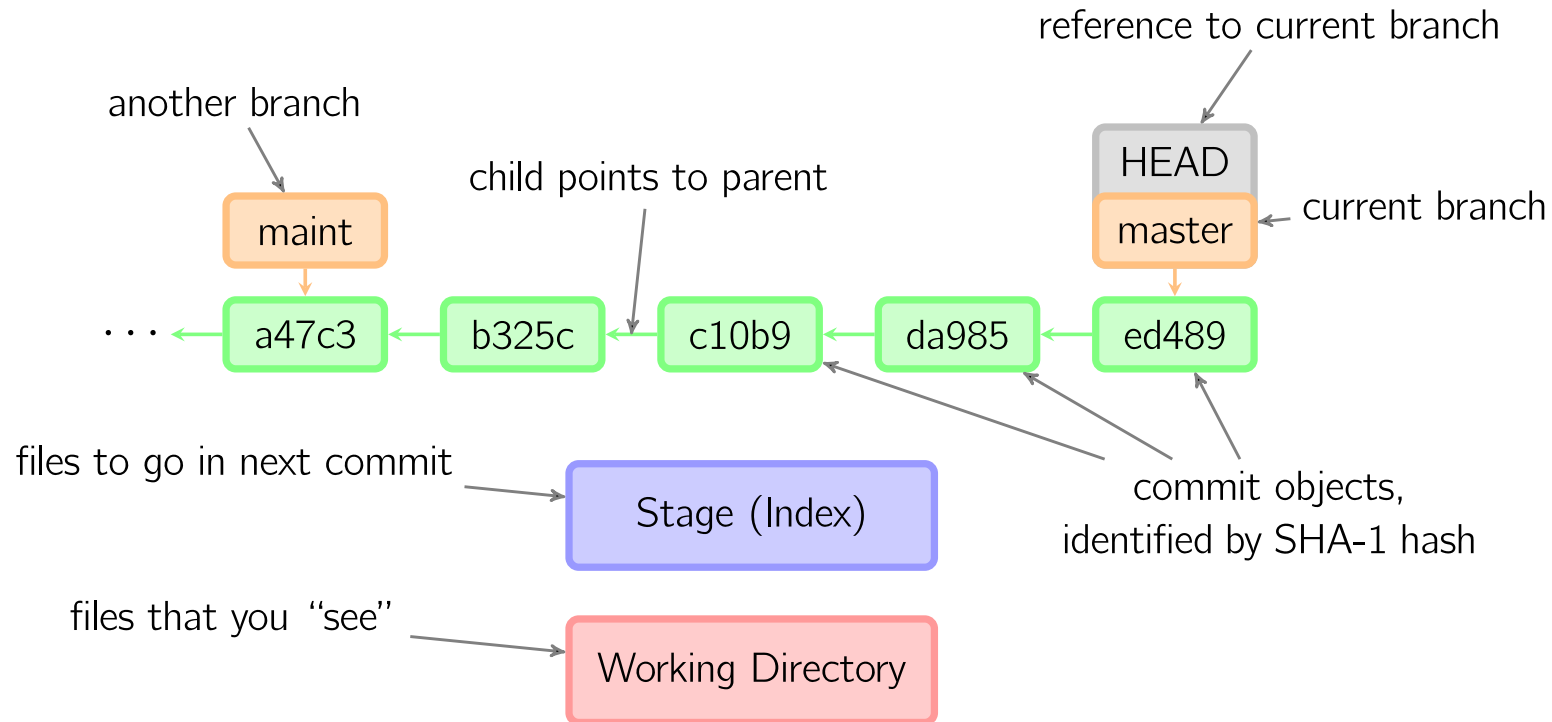 reference to current branch
another branch
HEAD
child points to parent
maint
master
current branch
...
a47c3
b325c
c10b9
da985
ed489
files to go in next commit
Stage (Index)
commit objects,
identified by SHA-1 hash
files that you “see”
Working Directory